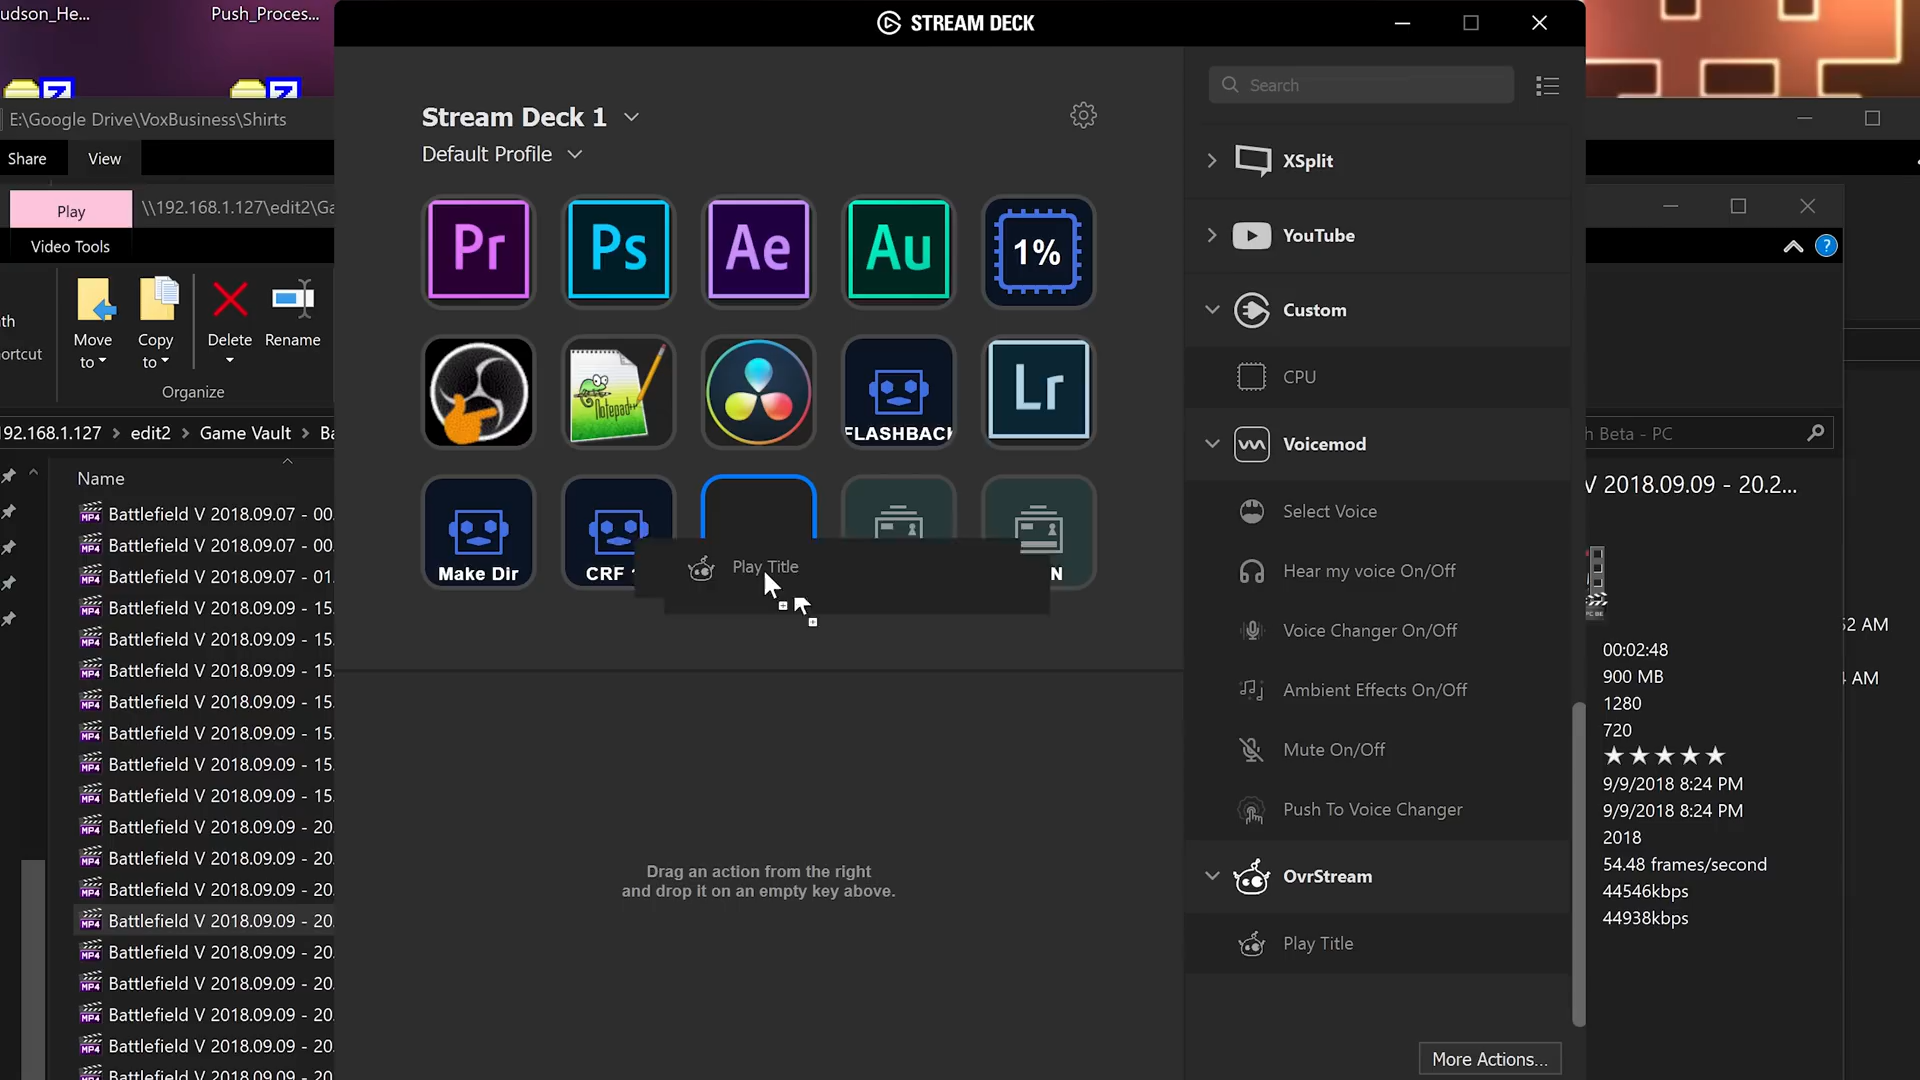 udson_He...
Push_Proces...
STREAM DECK
E:\Google Drive\VoxBusiness\Shirts
Share
View
Play
\\192.168.1.127\edit2\Ga
Video Tools
Move to
Copy to
Delete
Rename
Organize
192.168.1.127 > edit2 > Game Vault > Ba
Name
Battlefield V 2018.09.07 - 00.
Battlefield V 2018.09.07 - 00.
Battlefield V 2018.09.07 - 01.
Battlefield V 2018.09.09 - 15.
Battlefield V 2018.09.09 - 15.
Battlefield V 2018.09.09 - 15.
Battlefield V 2018.09.09 - 15.
Battlefield V 2018.09.09 - 15.
Battlefield V 2018.09.09 - 15.
Battlefield V 2018.09.09 - 15.
Battlefield V 2018.09.09 - 20.
Battlefield V 2018.09.09 - 20.
Battlefield V 2018.09.09 - 20.
Battlefield V 2018.09.09 - 20.
Battlefield V 2018.09.09 - 20.
Battlefield V 2018.09.09 - 20.
Battlefield V 2018.09.09 - 20.
Battlefield V 2018.09.09 - 20.
Battlefield V 2018.09.09 - 20.
Stream Deck 1
Default Profile
Pr
Ps
Ae
Au
1%
Notepad++
FLASHBACK
Lr
Make Dir
CRF
N
Play Title
Drag an action from the right
and drop it on an empty key above.
Search
XSplit
YouTube
Custom
CPU
Voicemod
Select Voice
Hear my voice On/Off
Voice Changer On/Off
Ambient Effects On/Off
Mute On/Off
Push To Voice Changer
OvrStream
Play Title
More Actions...
h Beta - PC
V 2018.09.09 - 20.2...
52 AM
AM
00:02:48
900 MB
1280
720
★★★★★
9/9/2018 8:24 PM
9/9/2018 8:24 PM
2018
54.48 frames/second
44546kbps
44938kbps